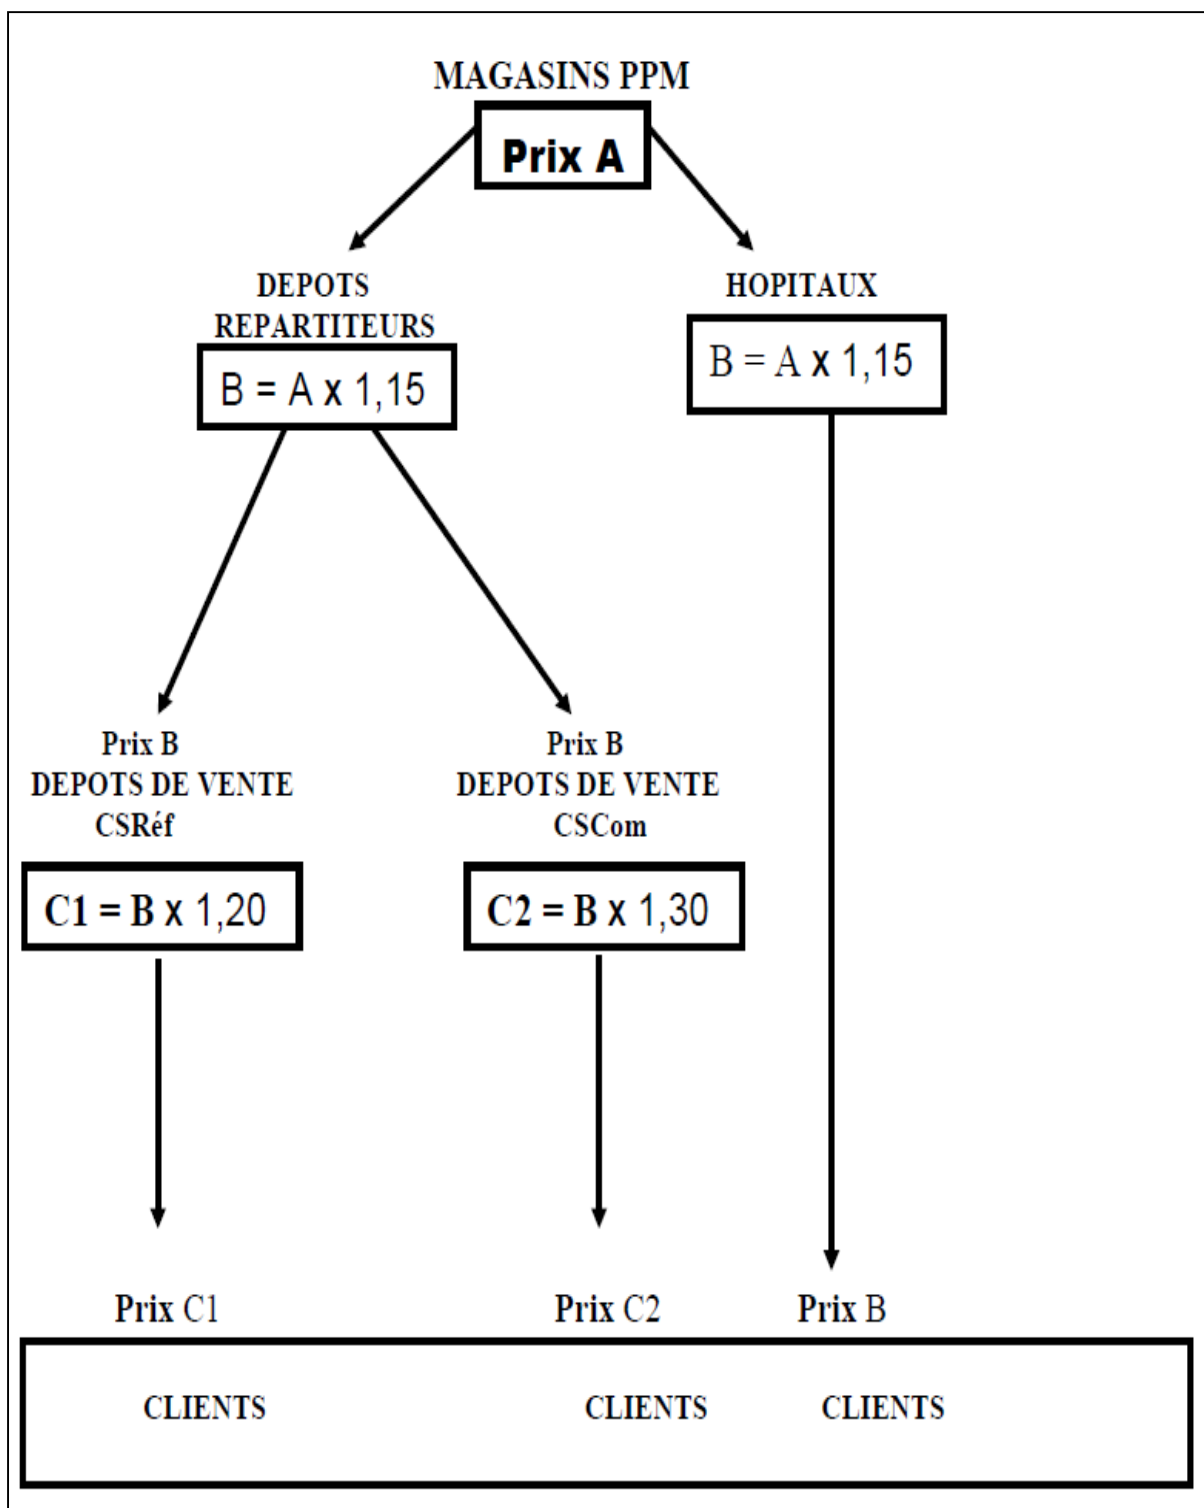 MAGASINS PPM
Prix A
DEPOTS
REPARTITEURS
B = A x 1,15
HOPITAUX
B = A x 1,15
Prix B
DEPOTS DE VENTE
CSRéf
C1 = B x 1,20
Prix B
DEPOTS DE VENTE
CSCom
C2 = B x 1,30
Prix C1
Prix C2
Prix B
CLIENTS
CLIENTS
CLIENTS